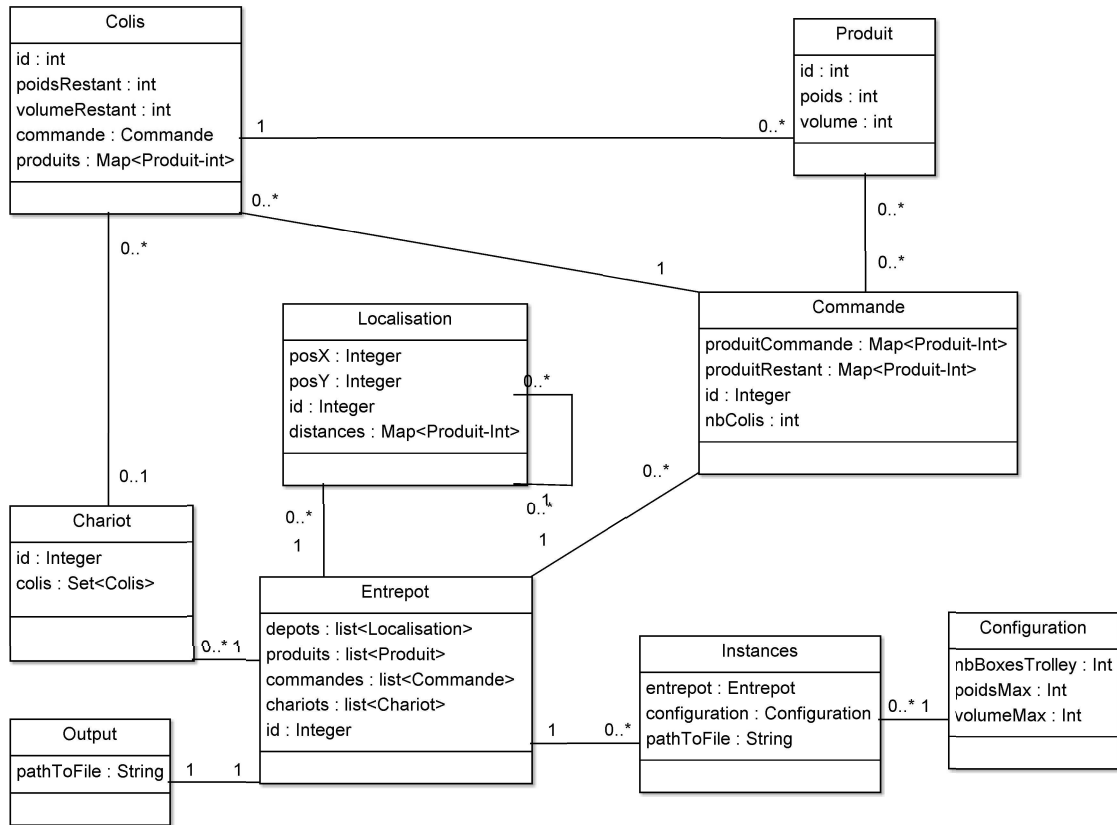 Colis
id : int
poidsRestant : int
volumeRestant : int
commande : Commande
produits : Map<Produit-int>
Produit
id : int
poids : int
volume : int
1
0..*
0..*
0..*
0..*
1
0..*
Commande
produitCommande : Map<Produit-Int>
produitRestant : Map<Produit-Int>
id : Integer
nbColis : int
Localisation
posX : Integer
posY : Integer
id : Integer
distances : Map<Produit-Int>
0..*
1
0..*
0..*
1
0..*
1
0..1
Chariot
id : Integer
colis : Set<Colis>
0..* 1
Entrepot
depots : list<Localisation>
produits : list<Produit>
commandes : list<Commande>
chariots : list<Chariot>
id : Integer
Instances
entrepot : Entrepot
configuration : Configuration
pathToFile : String
1
0..*
0..* 1
Configuration
nbBoxesTrolley : Int
poidsMax : Int
volumeMax : Int
Output
pathToFile : String
1
1